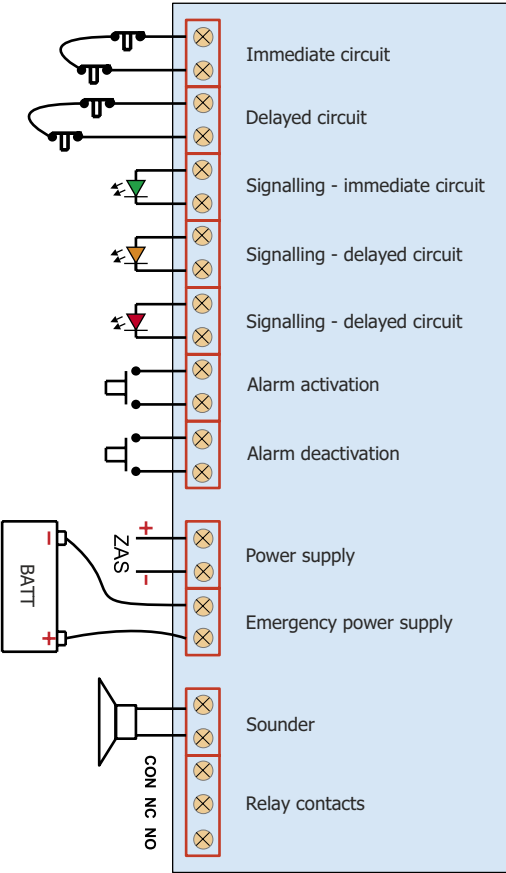 Immediate circuit
Delayed circuit
Signalling - immediate circuit
Signalling - delayed circuit
Signalling - delayed circuit
Alarm activation
Alarm deactivation
+
ZAS
-
Power supply
-
BATT
+
Emergency power supply
Sounder
CON NC NO
Relay contacts